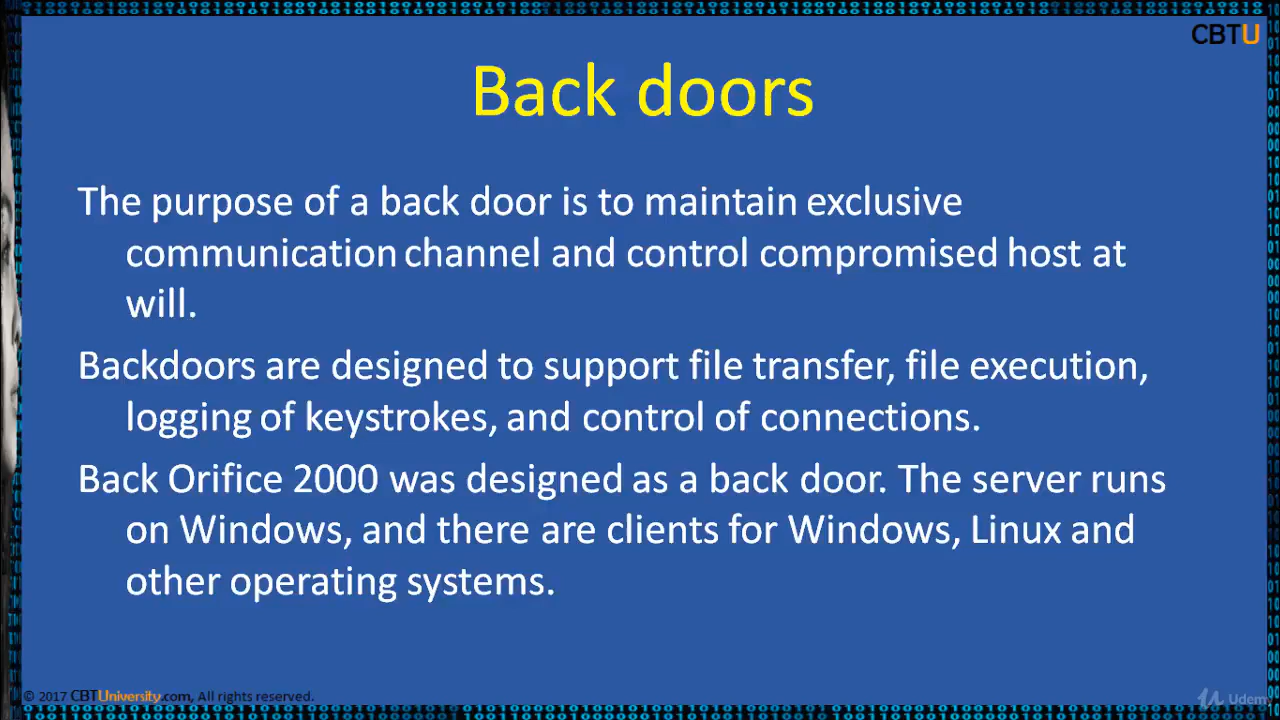 CBTU
Back doors
The purpose of a back door is to maintain exclusive
communication channel and control compromised host at
will.
Backdoors are designed to support file transfer, file execution,
logging of keystrokes, and control of connections.
Back Orifice 2000 was designed as a back door. The server runs
on Windows, and there are clients for Windows, Linux and
other operating systems.
© 2017 CBTUniversity.com, All rights reserved.